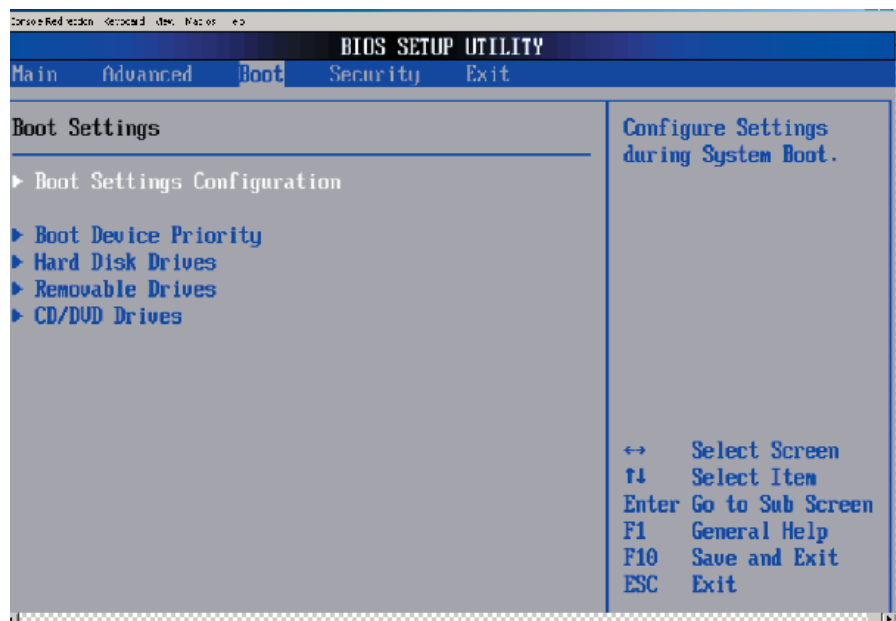 BIOS SETUP UTILITY
Main Advanced Boot Security Exit
Boot Settings
▶ Boot Settings Configuration
▶ Boot Device Priority
▶ Hard Disk Drives
▶ Removable Drives
▶ CD/DVD Drives
Configure Settings
during System Boot.
↔ Select Screen
↑↓ Select Item
Enter Go to Sub Screen
F1 General Help
F10 Save and Exit
ESC Exit